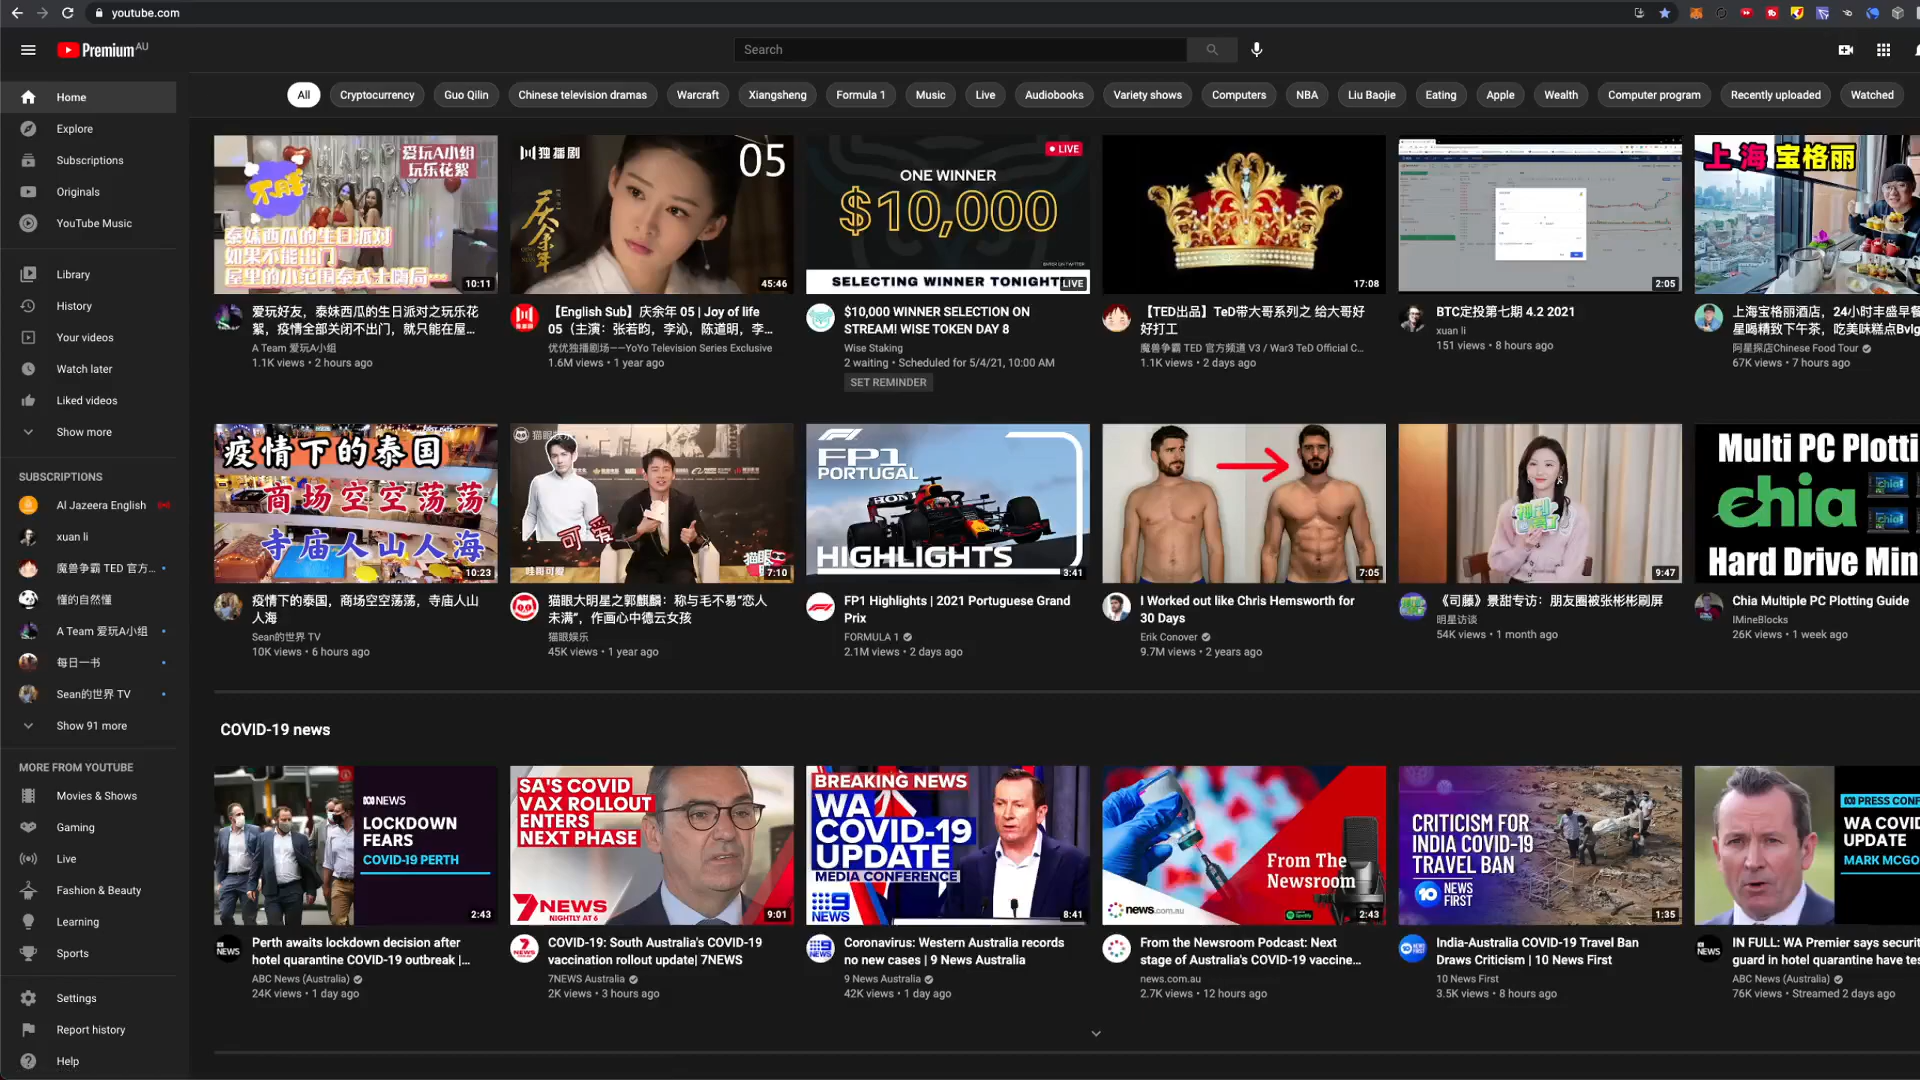 youtube.com
Premium AU
Search
Home
Explore
Subscriptions
Originals
YouTube Music
Library
History
Your videos
Watch later
Liked videos
Show more
SUBSCRIPTIONS
Al Jazeera English
xuan li
魔兽争霸 TED 官方...
懂的自然懂
A Team 爱玩A小组
每日一书
Sean的世界 TV
Show 91 more
MORE FROM YOUTUBE
Movies & Shows
Gaming
Live
Fashion & Beauty
Learning
Sports
Settings
Report history
Help
All
Cryptocurrency
Guo Qilin
Chinese television dramas
Warcraft
Xiangsheng
Formula 1
Music
Live
Audiobooks
Variety shows
Computers
NBA
Liu Baojie
Eating
Apple
Wealth
Computer program
Recently uploaded
Watched
爱玩A小组
玩乐花絮
不胖
泰妹西瓜的生日派对
如果不能出门
屋里的小范围泰式土嗨局...
10:11
爱玩好友，泰妹西瓜的生日派对之玩乐花
絮，疫情全部关闭不出门，就只能在屋...
A Team 爱玩A小组
1.1K views • 2 hours ago
独播剧
05
庆余年
45:46
【English Sub】庆余年 05 | Joy of life
05（主演：张若昀，李沁，陈道明，李...
优优独播剧场——YoYo Television Series Exclusive
1.6M views • 1 year ago
LIVE
ONE WINNER
$10,000
SELECTING WINNER TONIGHT
LIVE
$10,000 WINNER SELECTION ON
STREAM! WISE TOKEN DAY 8
Wise Staking
2 waiting • Scheduled for 5/4/21, 10:00 AM
SET REMINDER
17:08
【TED出品】TeD带大哥系列之 给大哥好
好打工
魔兽争霸 TED 官方频道 V3 / War3 TeD Official C...
1.1K views • 2 days ago
2:05
BTC定投第七期 4.2 2021
xuan li
151 views • 8 hours ago
上海 宝格丽
上海宝格丽酒店，24小时丰盛早餐
星喝精致下午茶，吃美味糕点Bvlg
阿星探店Chinese Food Tour
67K views • 7 hours ago
疫情下的泰国
商场空空荡荡
寺庙人山人海
10:23
疫情下的泰国，商场空空荡荡，寺庙人山
人海
Sean的世界 TV
10K views • 6 hours ago
猫眼娱乐
可爱
哇哥可爱
猫眼
7:10
猫眼大明星之郭麒麟：称与毛不易“恋人
未满”，作画心中德云女孩
猫眼娱乐
45K views • 1 year ago
F1
FP1
PORTUGAL
HONDA
HIGHLIGHTS
3:41
FP1 Highlights | 2021 Portuguese Grand
Prix
FORMULA 1
2.1M views • 2 days ago
7:05
I Worked out like Chris Hemsworth for
30 Days
Erik Conover
9.7M views • 2 years ago
9:47
《司藤》景甜专访：朋友圈被张彬彬刷屏
明星访谈
54K views • 1 month ago
Multi PC Plotti
chia
Hard Drive Min
Chia Multiple PC Plotting Guide
IMineBlocks
26K views • 1 week ago
COVID-19 news
NEWS
LOCKDOWN
FEARS
COVID-19 PERTH
2:43
Perth awaits lockdown decision after
hotel quarantine COVID-19 outbreak |...
ABC News (Australia)
24K views • 1 day ago
SA'S COVID
VAX ROLLOUT
ENTERS
NEXT PHASE
7NEWS
NIGHTLY AT 6
9:01
COVID-19: South Australia's COVID-19
vaccination rollout update| 7NEWS
7NEWS Australia
2K views • 3 hours ago
BREAKING NEWS
WA
COVID-19
UPDATE
MEDIA CONFERENCE
9
NEWS
8:41
Coronavirus: Western Australia records
no new cases | 9 News Australia
9 News Australia
42K views • 1 day ago
From The
Newsroom
news.com.au
Spotify
2:43
From the Newsroom Podcast: Next
stage of Australia's COVID-19 vaccine...
news.com.au
2.7K views • 12 hours ago
CRITICISM FOR
INDIA COVID-19
TRAVEL BAN
10 NEWS
FIRST
1:35
India-Australia COVID-19 Travel Ban
Draws Criticism | 10 News First
10 News First
3.5K views • 8 hours ago
PRESS CONF
WA COVID
UPDATE
MARK MCGO
IN FULL: WA Premier says securit
guard in hotel quarantine have tes
ABC News (Australia)
76K views • Streamed 2 days ago